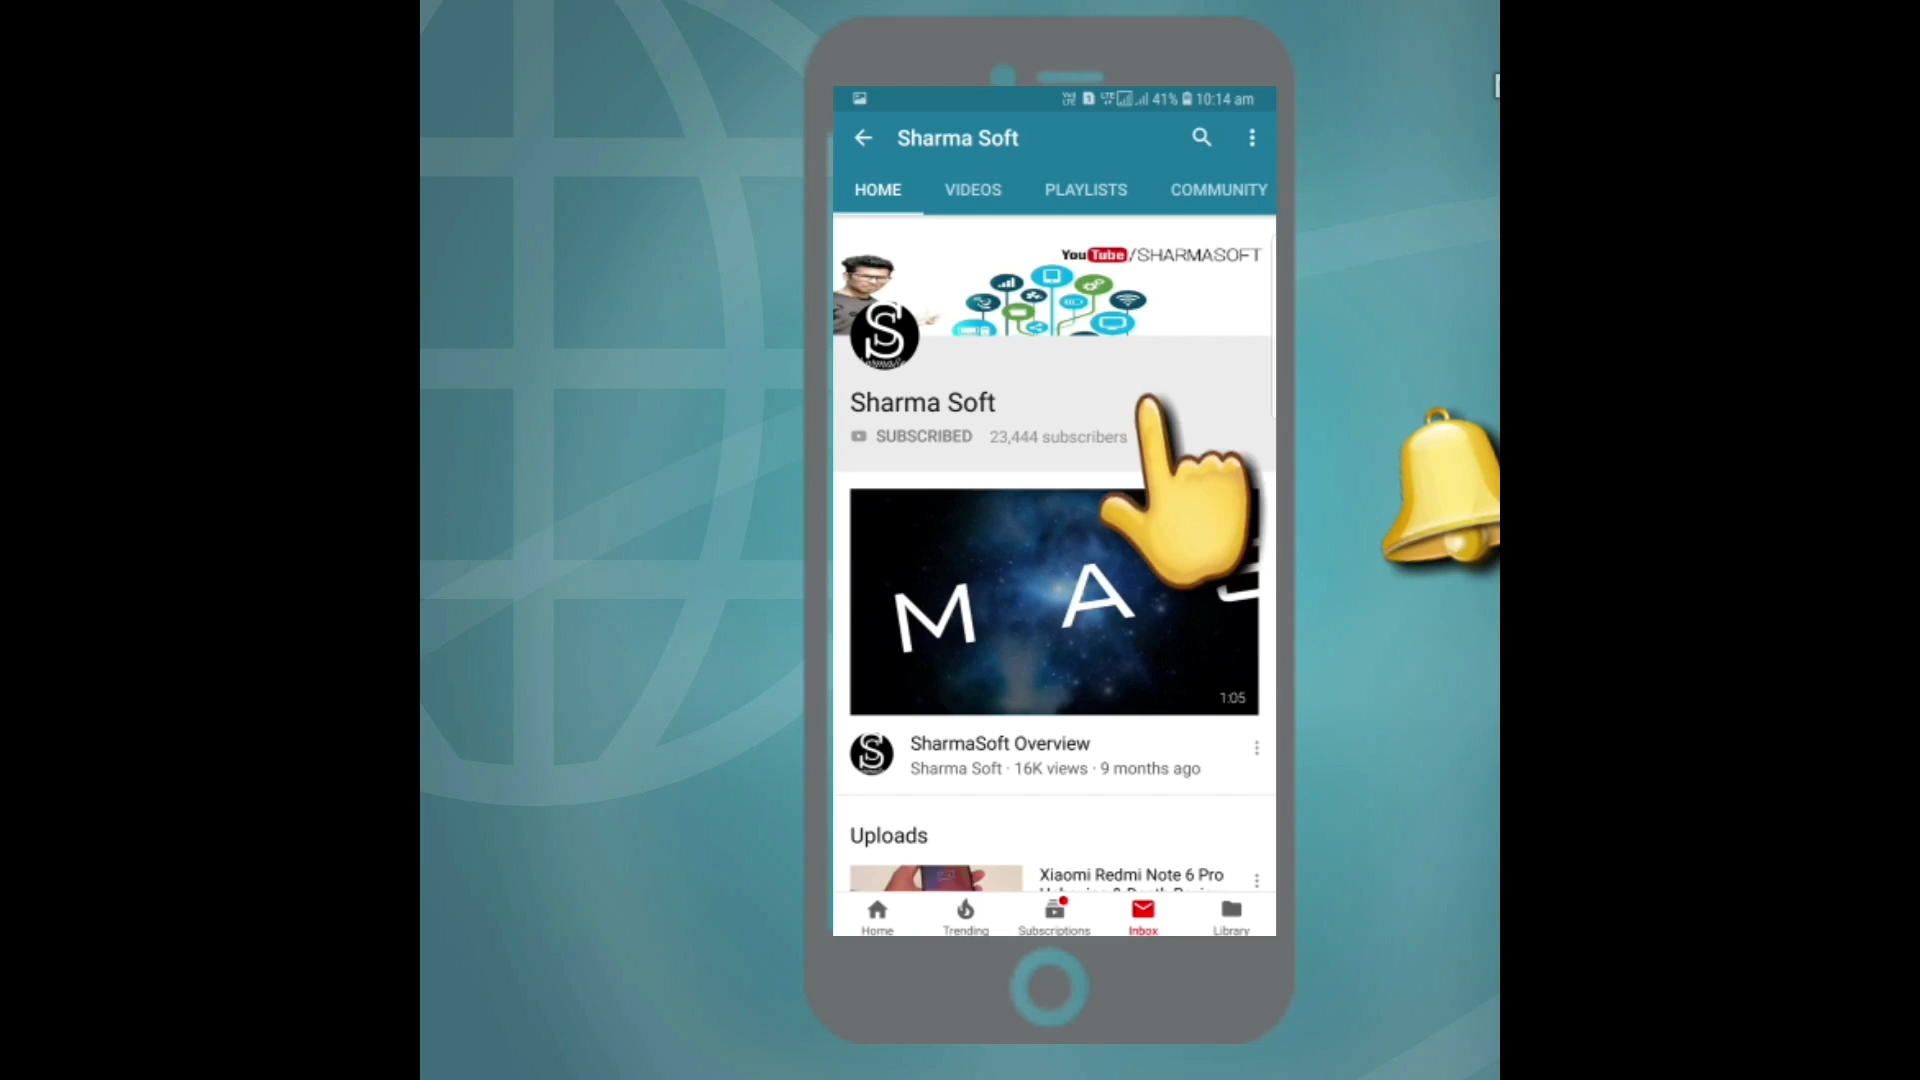 41% 10:14 am
Sharma Soft
HOME VIDEOS PLAYLISTS COMMUNITY
YouTube/SHARMASOFT
S
Sharma Soft
SUBSCRIBED 23,444 subscribers
M A
1:05
S
SharmaSoft Overview
Sharma Soft · 16K views · 9 months ago
Uploads
Xiaomi Redmi Note 6 Pro
Home Trending Subscriptions Inbox Library